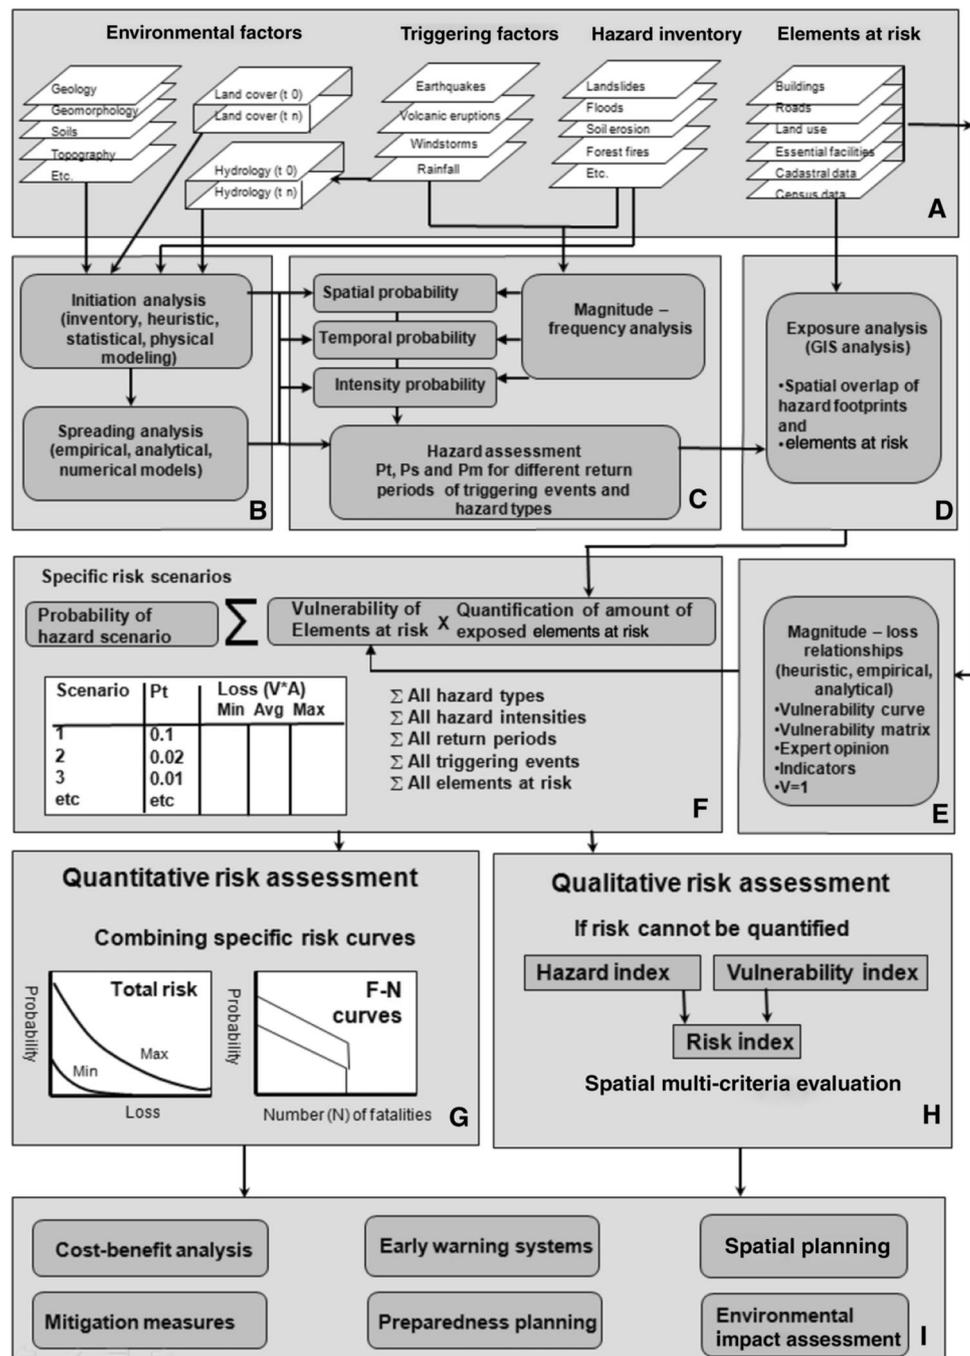 Environmental factors
Triggering factors
Hazard inventory
Elements at risk
Geology
Geomorphology
Soils
Topography
Etc.
Land cover (t 0)
Land cover (t n)
Hydrology (t 0)
Hydrology (t n)
Earthquakes
Volcanic eruptions
Windstorms
Rainfall
Landslides
Floods
Soil erosion
Forest fires
Etc.
Buildings
Roads
Land use
Essential facilities
Cadastral data
Census data
A
Initiation analysis
(inventory, heuristic,
statistical, physical
modeling)
Spreading analysis
(empirical, analytical,
numerical models)
B
Spatial probability
Temporal probability
Intensity probability
Magnitude –
frequency analysis
Hazard assessment
Pt, Ps and Pm for different return
periods of triggering events and
hazard types
C
Exposure analysis
(GIS analysis)
•Spatial overlap of
hazard footprints
and
•elements at risk
D
Specific risk scenarios
Probability of
hazard scenario
Σ
Vulnerability of
Elements at risk
X
Quantification of amount of
exposed elements at risk
Scenario Pt Loss (V*A)
Min Avg Max
1 0.1
2 0.02
3 0.01
etc etc
Σ All hazard types
Σ All hazard intensities
Σ All return periods
Σ All triggering events
Σ All elements at risk
F
Magnitude – loss
relationships
(heuristic, empirical,
analytical)
•Vulnerability curve
•Vulnerability matrix
•Expert opinion
•Indicators
•V=1
E
Quantitative risk assessment
Combining specific risk curves
Probability
Total risk
Max
Min
Loss
Probability
F-N
curves
Number (N) of fatalities
G
Qualitative risk assessment
If risk cannot be quantified
Hazard index
Vulnerability index
Risk index
Spatial multi-criteria evaluation
H
Cost-benefit analysis
Early warning systems
Spatial planning
Mitigation measures
Preparedness planning
Environmental
impact assessment
I